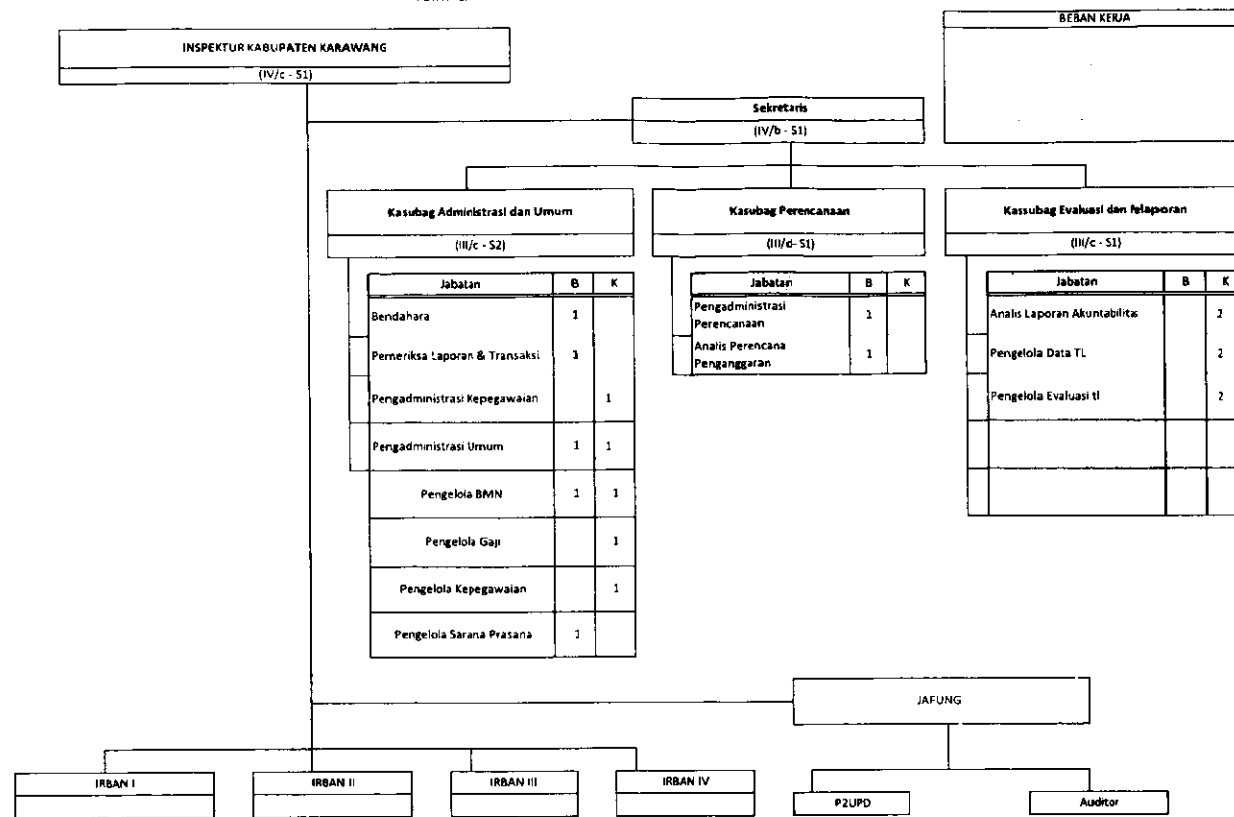 BEBAN KERJA
INSPEKTUR KABUPATEN KARAWANG
(IV/c - S1)
Sekretaris
(IV/b - S1)
Kasubag Administrasi dan Umum
(III/c - S2)
Kasubag Perencanaan
(III/d- S1)
Kassubag Evaluasi dan Pelaporan
(III/c - S1)
Jabatan B K
Bendahara 1
Pemeriksa Laporan & Transaksi 1
Pengadministrasi Kepegawaian 1
Pengadministrasi Umum 1 1
Pengelola BMN 1 1
Pengelola Gaji 1
Pengelola Kepegawaian 1
Pengelola Sarana Prasana 1
Jabatan B K
Pengadministrasi
Perencanaan 1
Analis Perencana
Penganggaran 1
Jabatan B K
Analis Laporan Akuntabilitas 2
Pengelola Data TL 2
Pengelola Evaluasi tl 2
JAFUNG
IRBAN I
IRBAN II
IRBAN III
IRBAN IV
P2UPD
Auditor